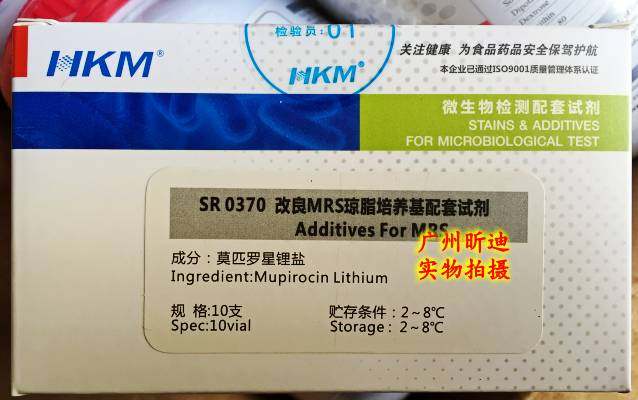 检验员：01
HKM®
HKM®
关注健康 为食品药品安全保驾护航
本企业已通过ISO9001质量管理体系认证
微生物检测配套试剂
STAINS & ADDITIVES
FOR MICROBIOLOGICAL TEST
SR 0370 改良MRS琼脂培养基配套试剂
Additives For MRS
广州昕迪
实物拍摄
成分：莫匹罗星锂盐
Ingredient:Mupirocin Lithium
规 格:10支
Spec:10vial
贮存条件：2~8℃
Storage : 2~8℃